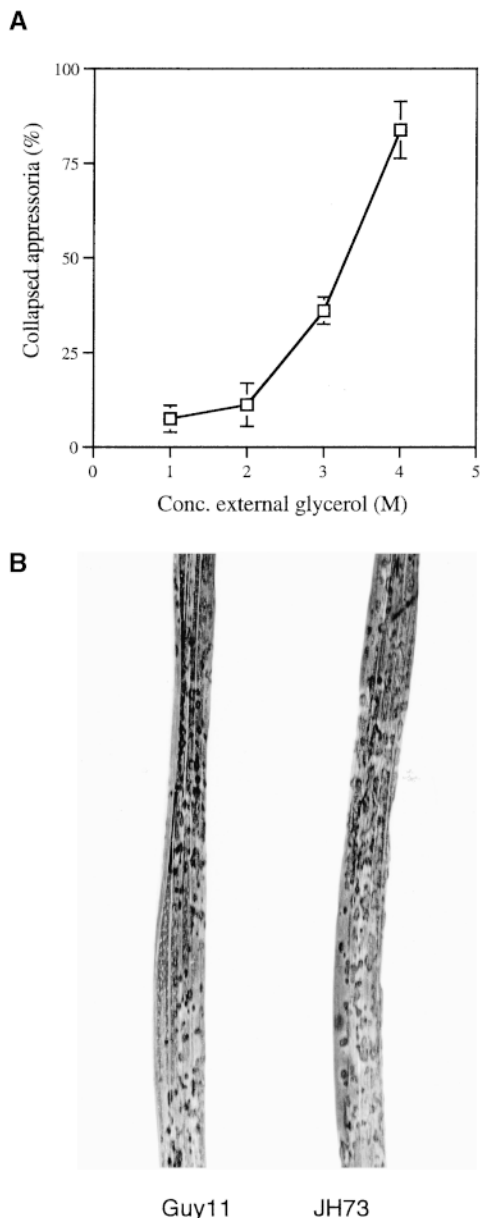 A
100
75
50
25
0
Collapsed appressoria (%)
0 1 2 3 4 5
Conc. external glycerol (M)
B
Guy11 JH73